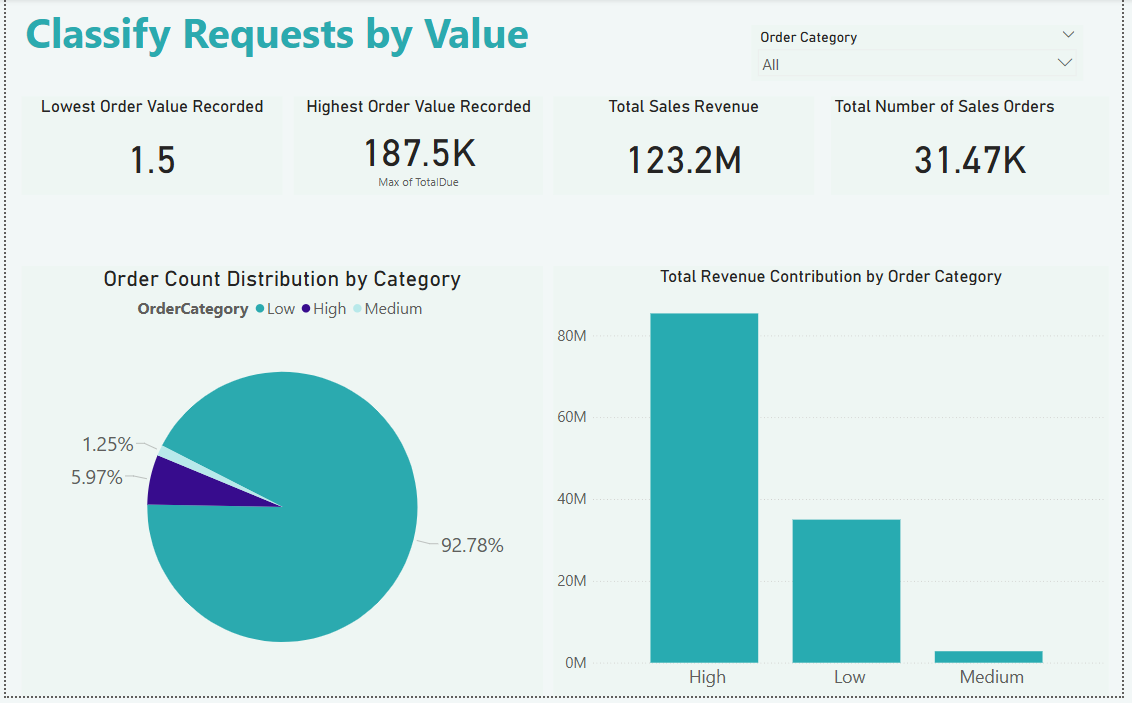 Classify Requests by Value
Order Category
All
Lowest Order Value Recorded
1.5
Highest Order Value Recorded
187.5K
Max of TotalDue
Total Sales Revenue
123.2M
Total Number of Sales Orders
31.47K
Order Count Distribution by Category
OrderCategory Low High Medium
1.25%
5.97%
92.78%
Total Revenue Contribution by Order Category
80M
60M
40M
20M
0M
High Low Medium